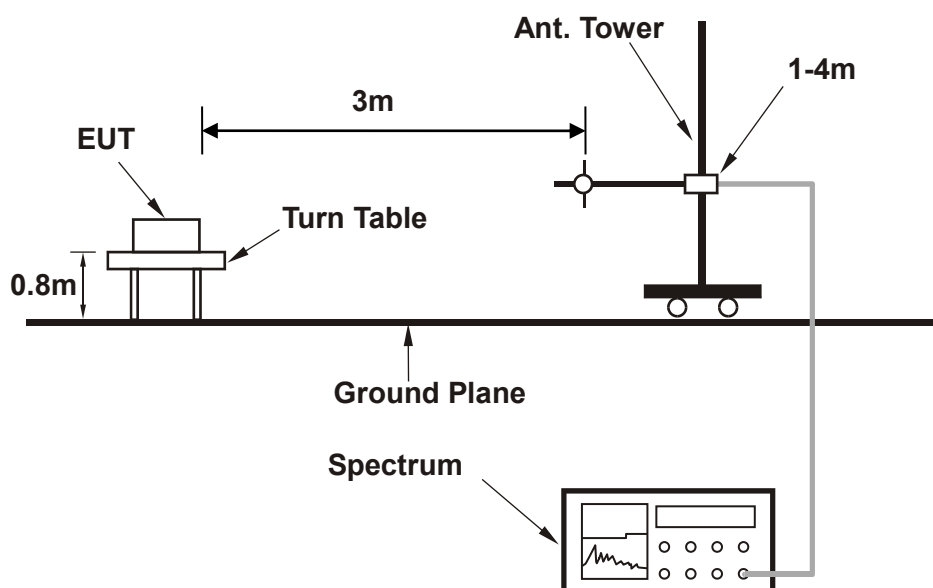 Ant. Tower
1-4m
3m
EUT
Turn Table
0.8m
Ground Plane
Spectrum